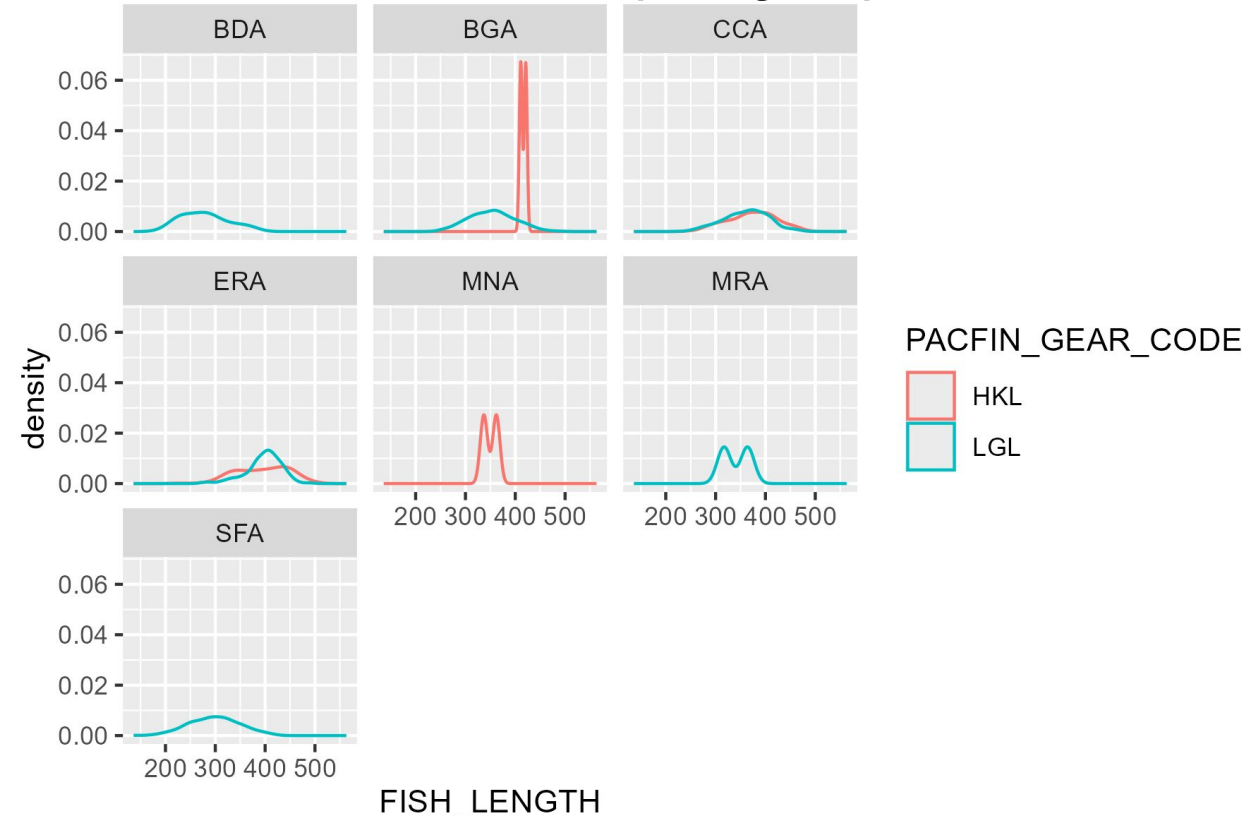 BDA BGA CCA
0.06
0.04
0.02
0.00
ERA MNA MRA
0.06
0.04
0.02
0.00
200 300 400 500 200 300 400 500
SFA
0.06
0.04
0.02
0.00
200 300 400 500
density
FISH_LENGTH
PACFIN_GEAR_CODE
HKL
LGL